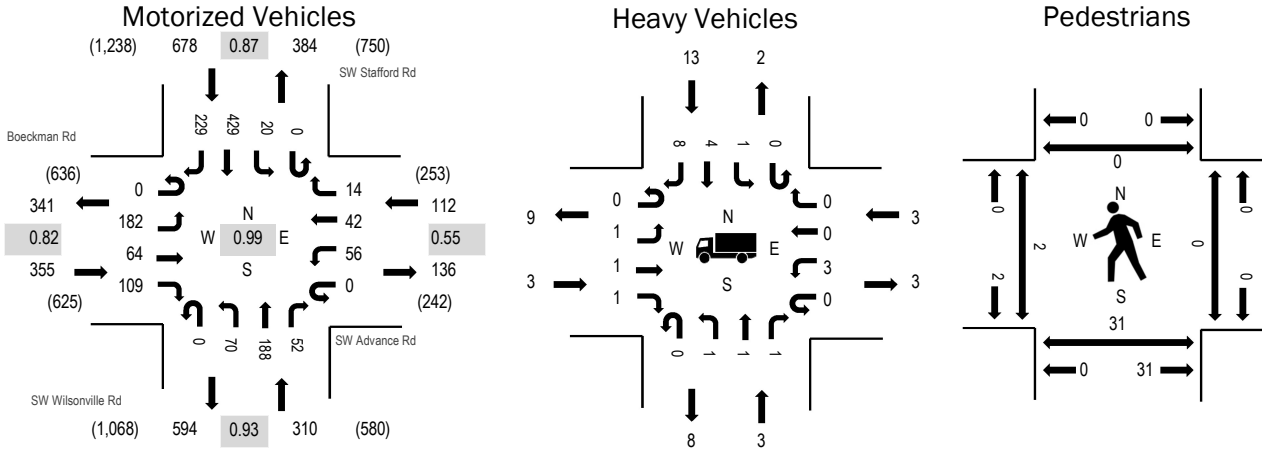 Motorized Vehicles
(1,238) 678 0.87 384 (750)
SW Stafford Rd
Boeckman Rd
229 429 20 0
(636) 0 14 (253)
341 182 42 112
0.82 64 W N 0.99 S E 56 0.55
355 109 0 136
(625) (242)
0 70 188 52
SW Advance Rd
SW Wilsonville Rd
(1,068) 594 0.93 310 (580)
Heavy Vehicles
13 2
8 4 1 0
0 0
9 1 N 0 3
W E
3 1 S 3 3
1 0
0 1 1 1
8 3
Pedestrians
0 0
0
N
0 2 W E 0 0
S
2 0
31
0 31